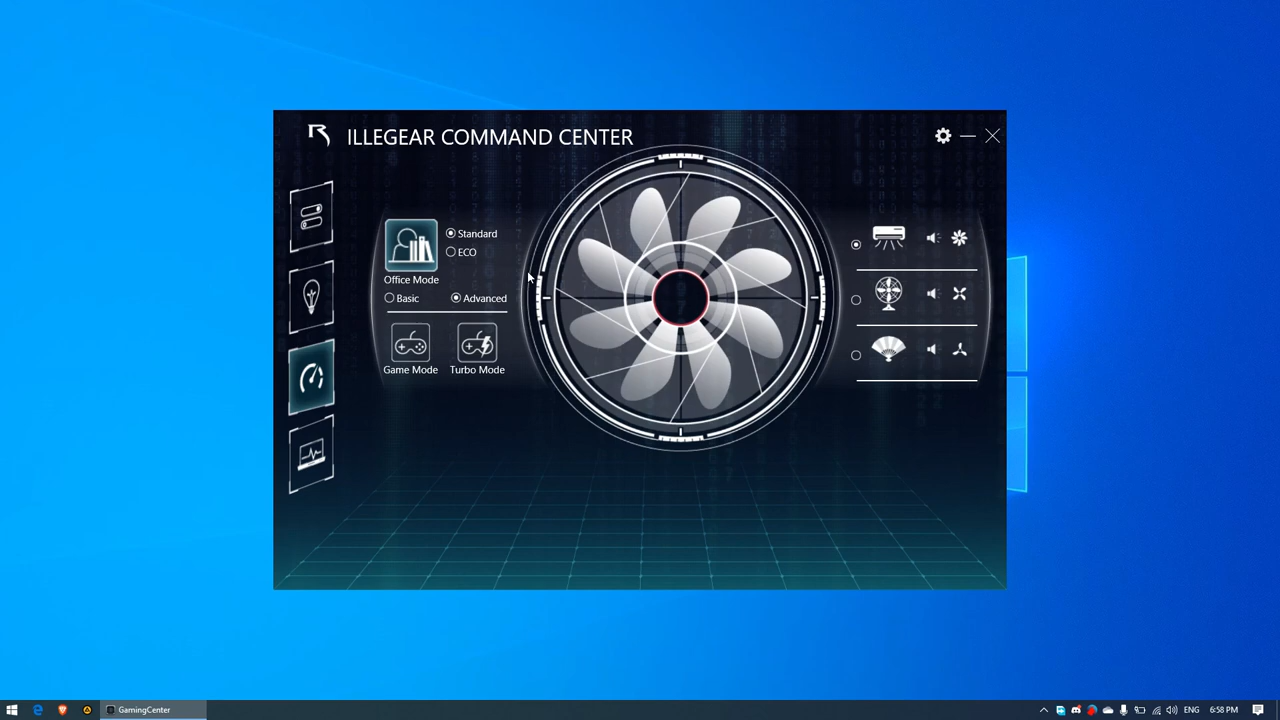 ILLEGEAR COMMAND CENTER
Standard
ECO
Office Mode
Basic Advanced
Game Mode Turbo Mode
GamingCenter
ENG 6:58 PM